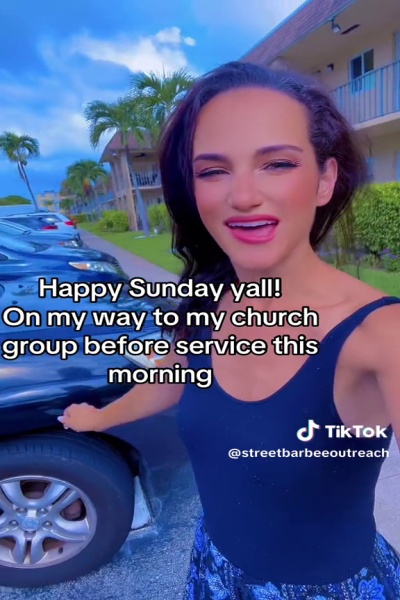 Happy Sunday yall!
On my way to my church
group before service this
morning
TikTok
@streetbarbeeoutreach